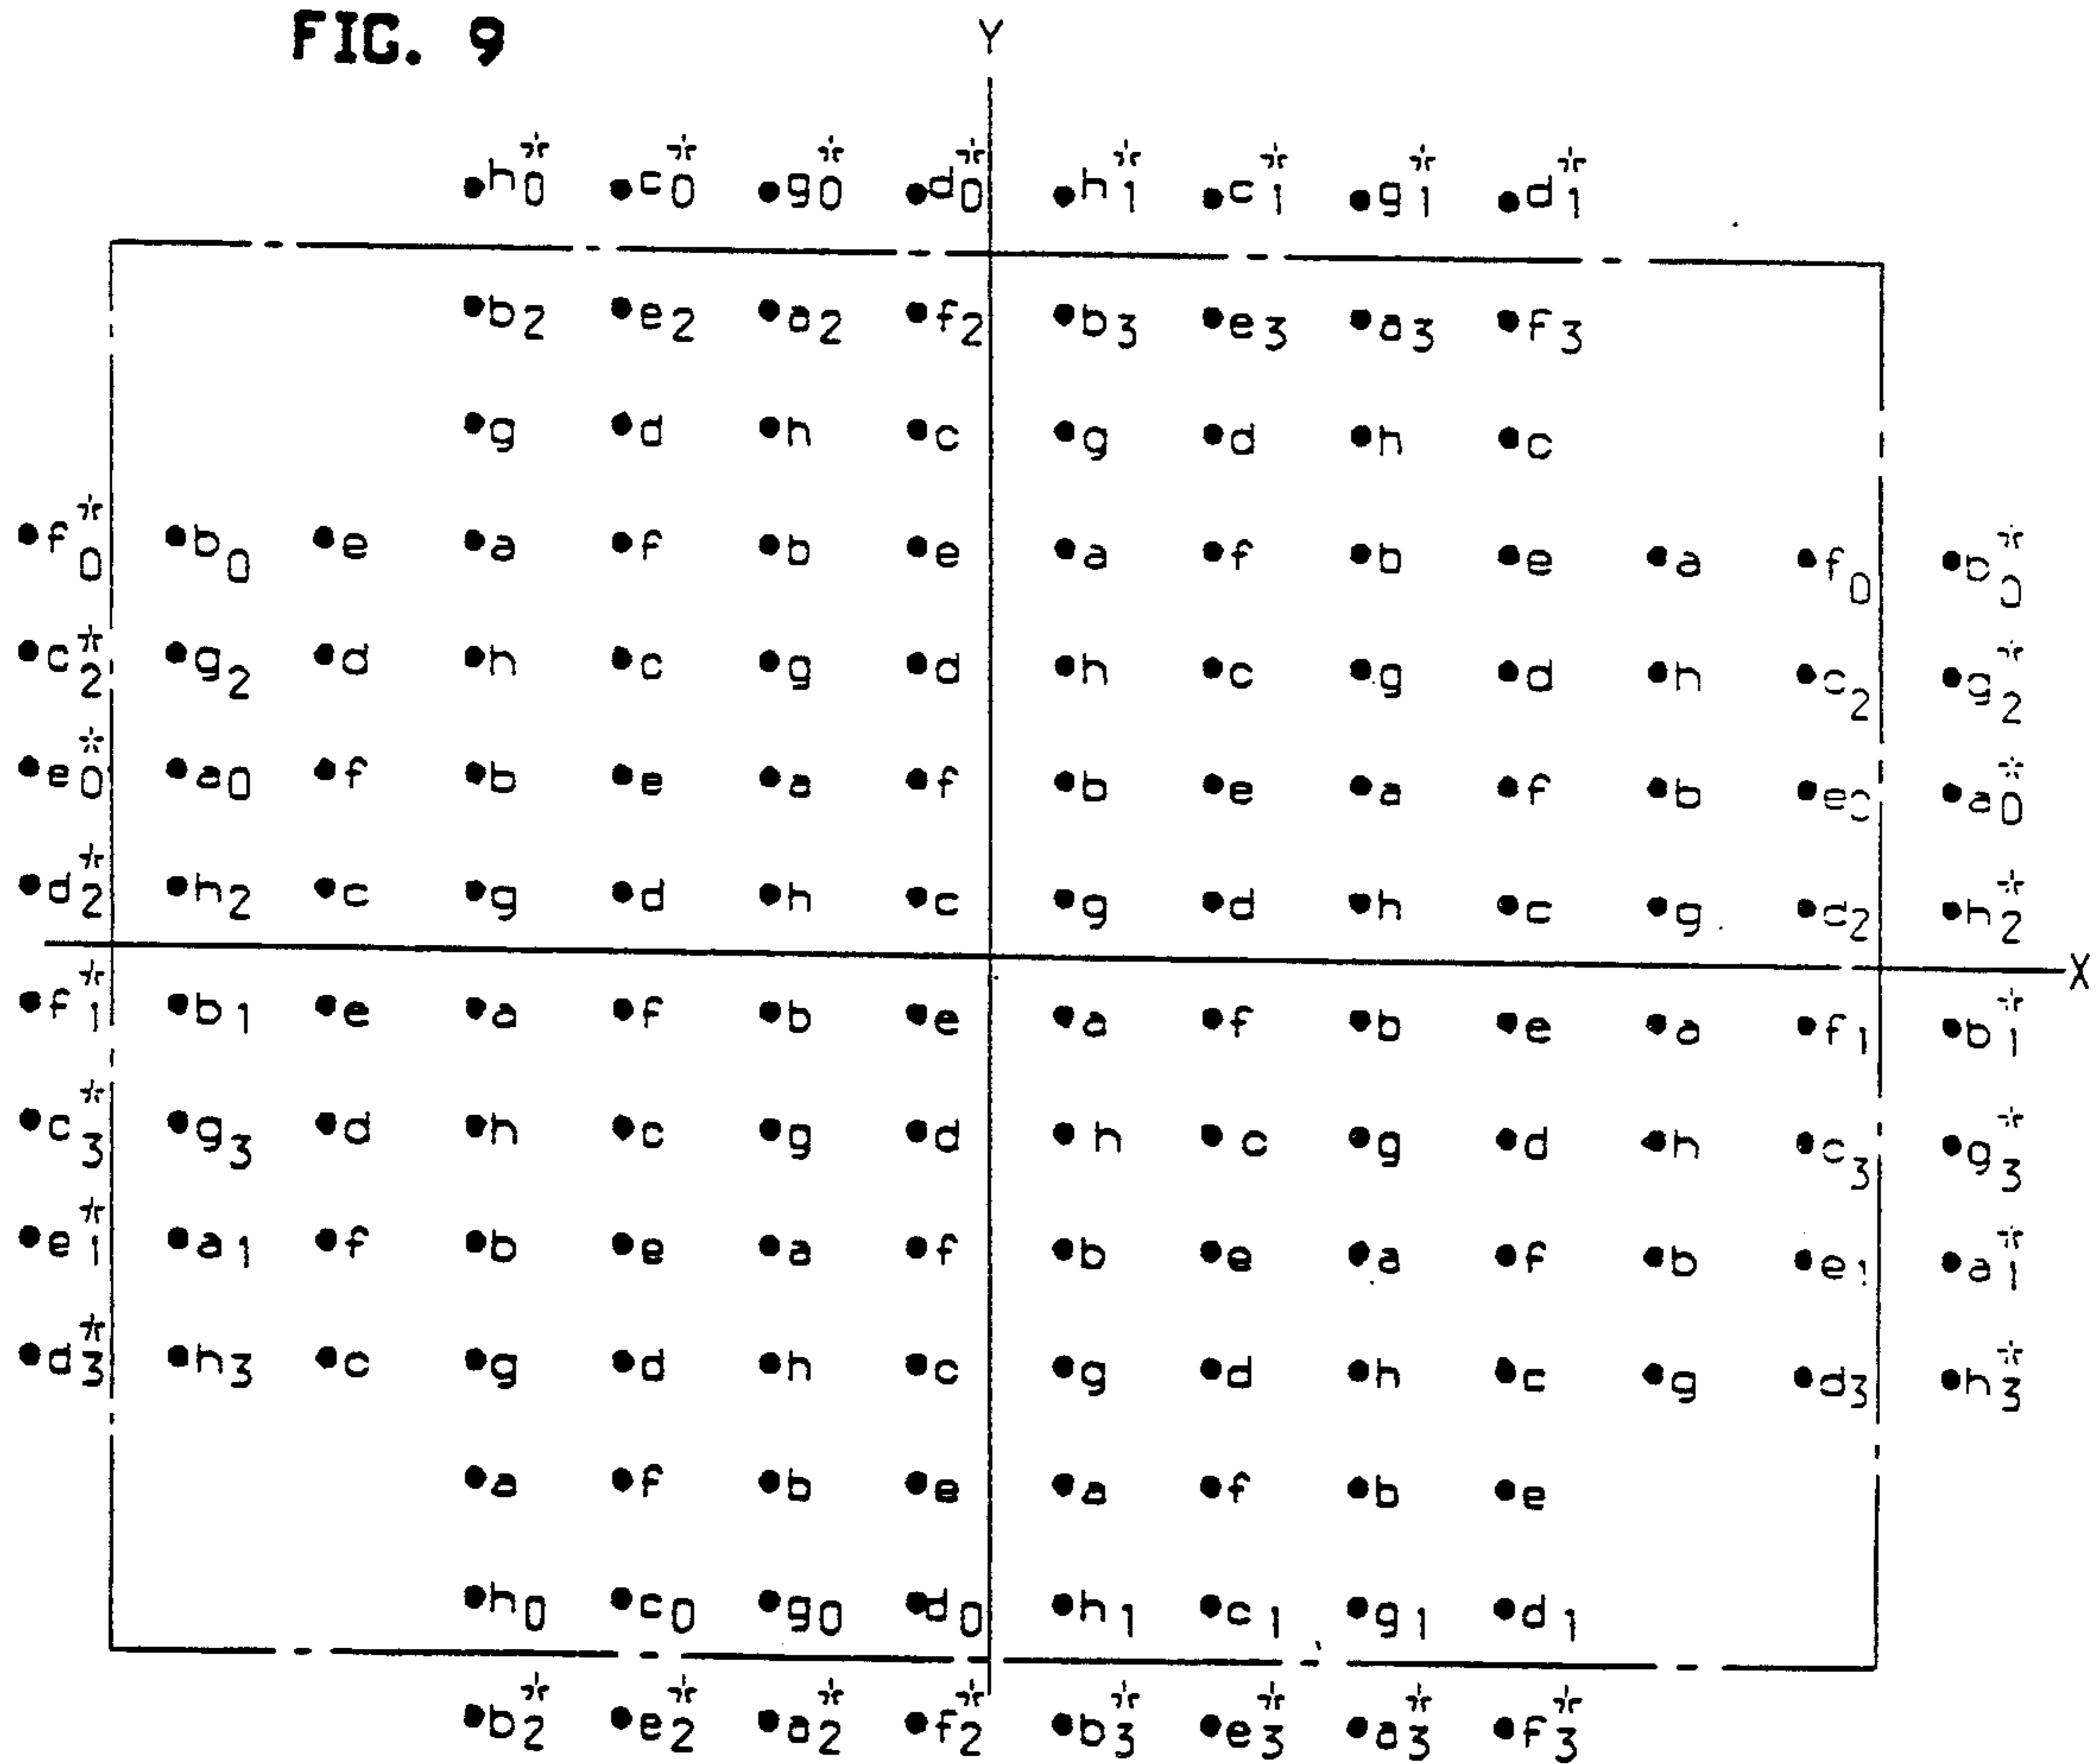 FIG. 9
Y
h0* c0* g0* d0* h1* c1* g1* d1*
b2 e2 a2 f2 b3 e3 a3 f3
g d h c g d h c
f0* b0 e a f b e a f b e a f0 b0*
c2* g2 d h c g d h c g d h c2 g2*
e0* a0 f b e a f b e a f b e0 a0*
d2* h2 c g d h c g d h c g d2 h2*
X
f1* b1 e a f b e a f b e a f1 b1*
c3* g3 d h c g d h c g d h c3 g3*
e1* a1 f b e a f b e a f b e1 a1*
d3* h3 c g d h c g d h c g d3 h3*
a f b e a f b e
h0 c0 g0 d0 h1 c1 g1 d1
b2* e2* a2* f2* b3* e3* a3* f3*